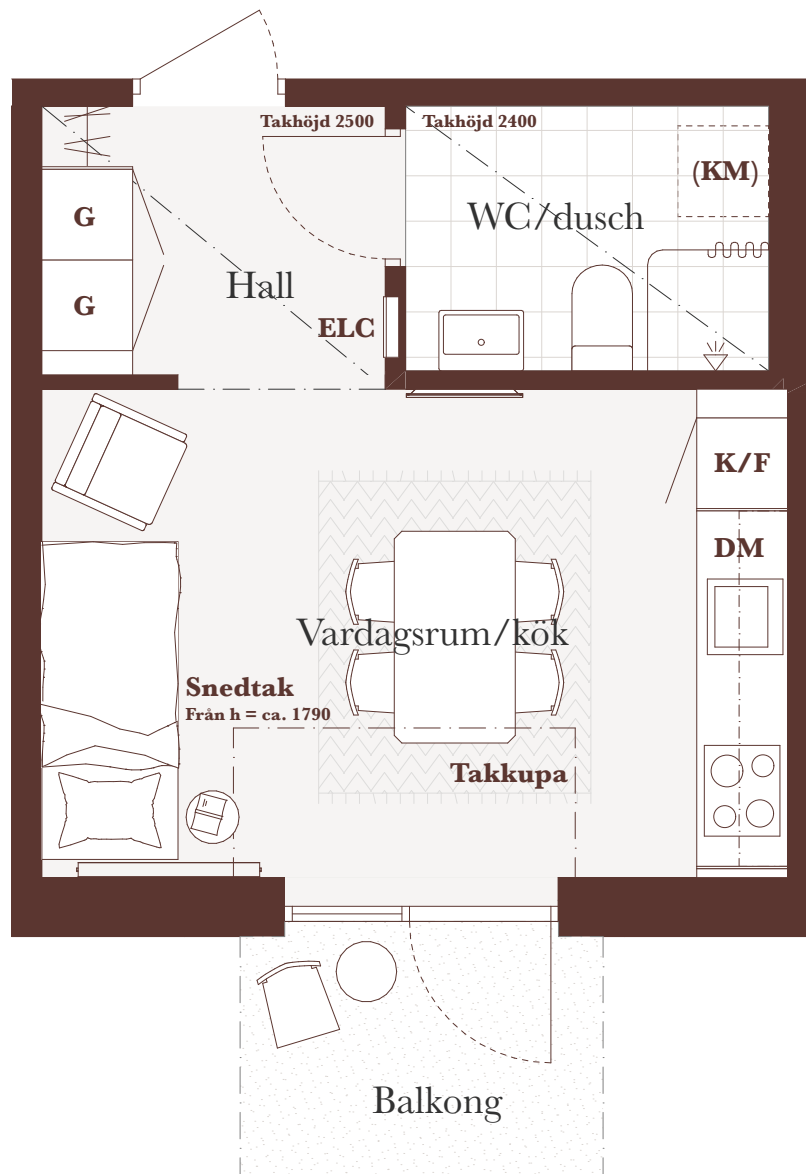 Takhöjd 2500
Takhöjd 2400
(KM)
G
WC/dusch
Hall
G
ELC
K/F
DM
Vardagsrum/kök
Snedtak
Från h = ca. 1790
Takkupa
Balkong